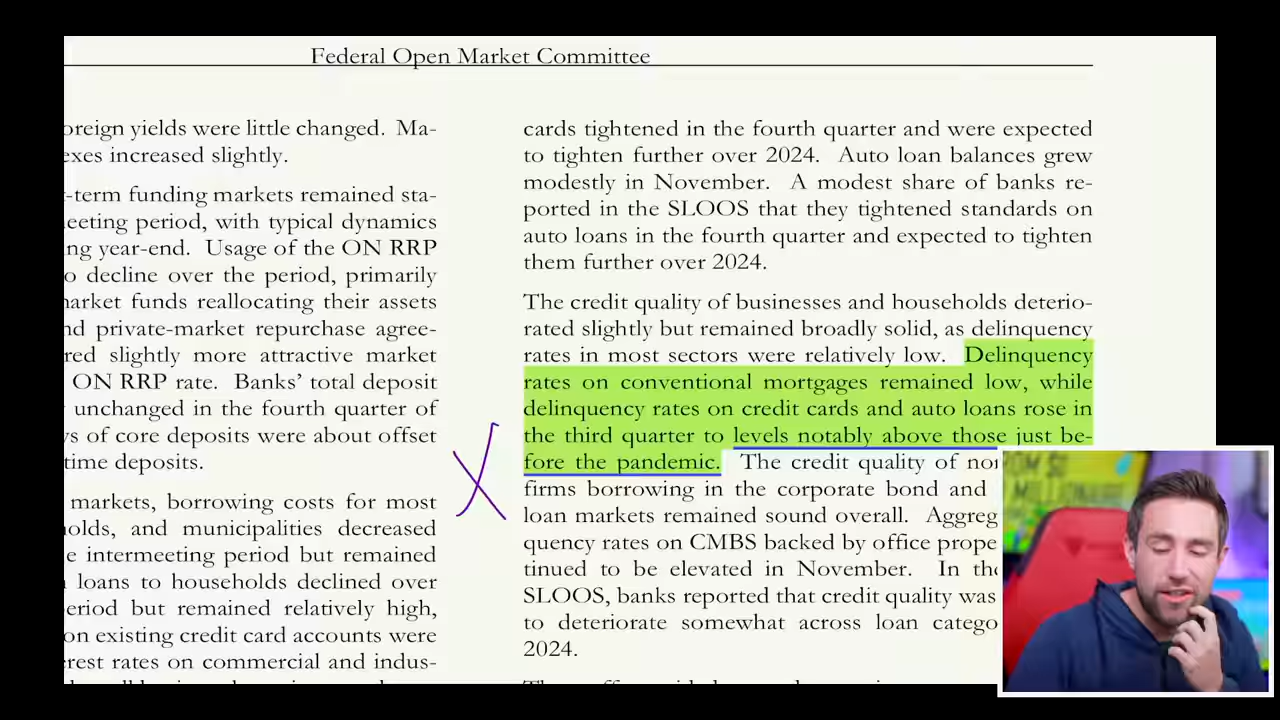 Federal Open Market Committee
oreign yields were little changed. Ma-
exes increased slightly.
-term funding markets remained sta-
eeting period, with typical dynamics
ng year-end. Usage of the ON RRP
o decline over the period, primarily
arket funds reallocating their assets
nd private-market repurchase agree-
red slightly more attractive market
ON RRP rate. Banks' total deposit
unchanged in the fourth quarter of
s of core deposits were about offset
time deposits.
markets, borrowing costs for most
olds, and municipalities decreased
e intermeeting period but remained
loans to households declined over
eriod but remained relatively high,
on existing credit card accounts were
erest rates on commercial and indus-
cards tightened in the fourth quarter and were expected
to tighten further over 2024. Auto loan balances grew
modestly in November. A modest share of banks re-
ported in the SLOOS that they tightened standards on
auto loans in the fourth quarter and expected to tighten
them further over 2024.
The credit quality of businesses and households deterio-
rated slightly but remained broadly solid, as delinquency
rates in most sectors were relatively low. Delinquency
rates on conventional mortgages remained low, while
delinquency rates on credit cards and auto loans rose in
the third quarter to levels notably above those just be-
fore the pandemic. The credit quality of non
firms borrowing in the corporate bond and
loan markets remained sound overall. Aggreg
quency rates on CMBS backed by office prope
tinued to be elevated in November. In the
SLOOS, banks reported that credit quality was
to deteriorate somewhat across loan catego
2024.